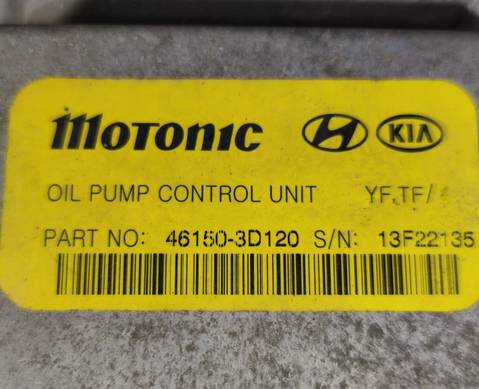 MOTONIC KIA
OIL PUMP CONTROL UNIT YF,TF/
PART NO: 46150-3D120 S/N: 13F22135